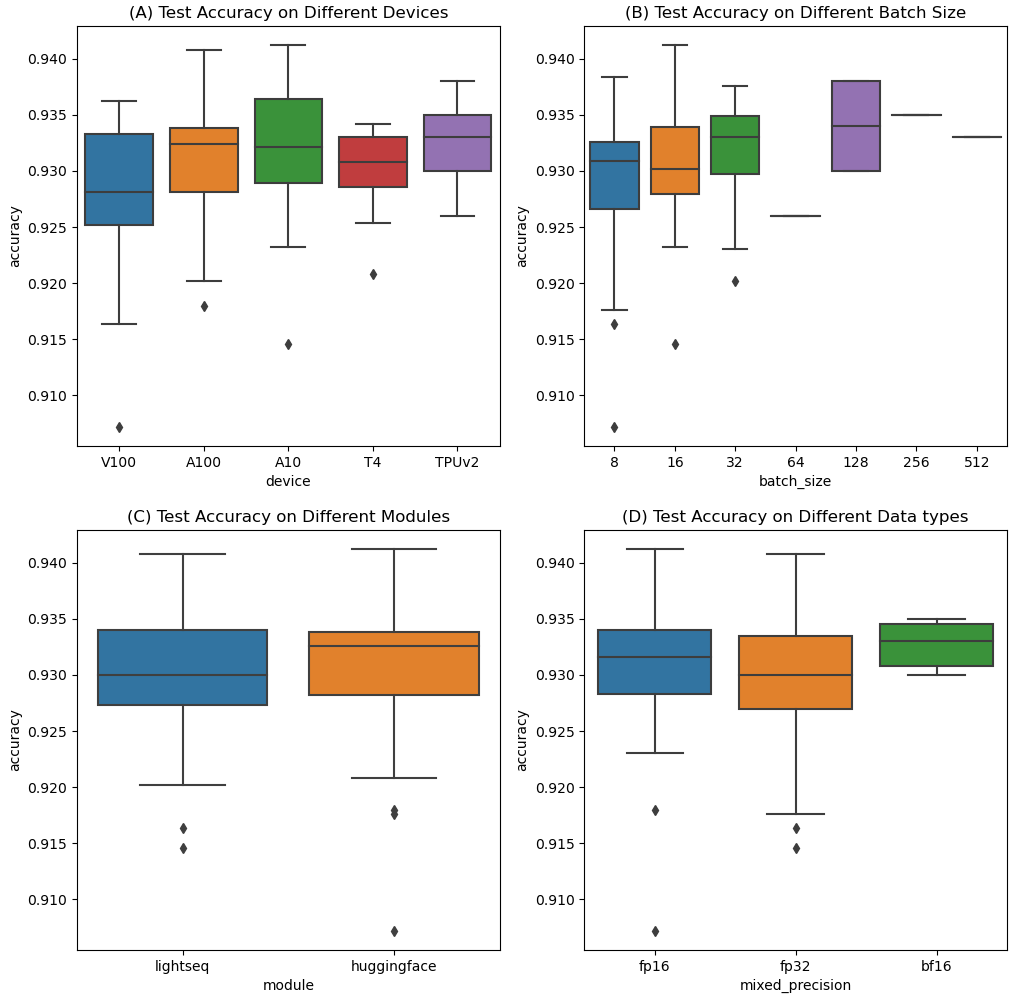 (A) Test Accuracy on Different Devices
0.940
0.935
0.930
0.925
0.920
0.915
0.910
accuracy
V100 A100 A10 T4 TPUv2
device
(B) Test Accuracy on Different Batch Size
0.940
0.935
0.930
0.925
0.920
0.915
0.910
accuracy
8 16 32 64 128 256 512
batch_size
(C) Test Accuracy on Different Modules
0.940
0.935
0.930
0.925
0.920
0.915
0.910
accuracy
lightseq huggingface
module
(D) Test Accuracy on Different Data types
0.940
0.935
0.930
0.925
0.920
0.915
0.910
accuracy
fp16 fp32 bf16
mixed_precision